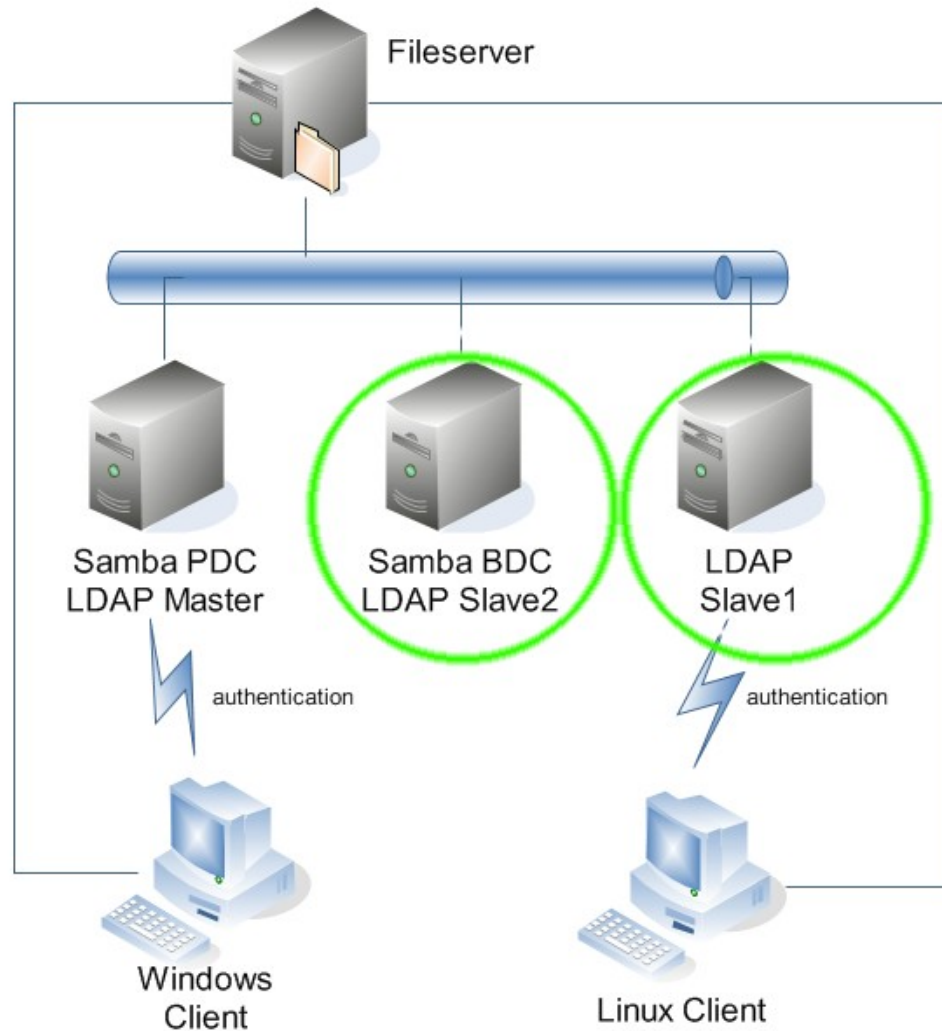 Fileserver
Samba PDC
LDAP Master
Samba BDC
LDAP Slave2
LDAP
Slave1
authentication
authentication
Windows
Client
Linux Client